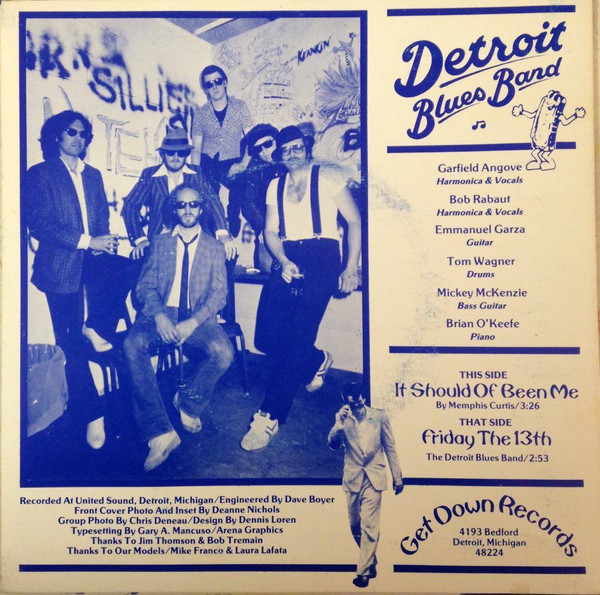 SILLIES
KRANKIN'
Detroit
Blues Band
Garfield Angove
Harmonica & Vocals
Bob Rabaut
Harmonica & Vocals
Emmanuel Garza
Guitar
Tom Wagner
Drums
Mickey McKenzie
Bass Guitar
Brian O'Keefe
Piano
THIS SIDE
It Should Of Been Me
By Memphis Curtis/3:26
THAT SIDE
Friday The 13th
The Detroit Blues Band/2:53
Recorded At United Sound, Detroit, Michigan/Engineered By Dave Boyer
Front Cover Photo And Inset By Deanne Nichols
Group Photo By Chris Deneau/Design By Dennis Loren
Typesetting By Gary A. Mancuso/Arena Graphics
Thanks To Jim Thomson & Bob Tremain
Thanks To Our Models/Mike Franco & Laura Lafata
Get Down Records
4193 Bedford
Detroit, Michigan
48224